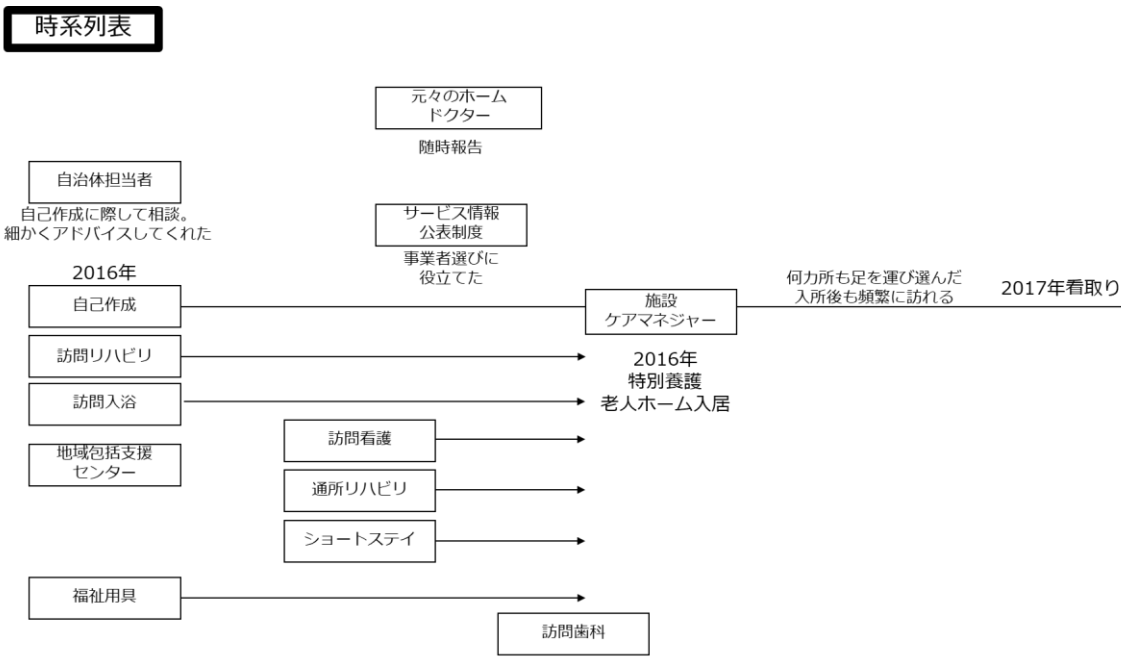 時系列表
元々のホーム
ドクター
随時報告
自治体担当者
自己作成に際して相談。
細かくアドバイスしてくれた
サービス情報
公表制度
事業者選びに
役立てた
2016年
自己作成
施設
ケアマネジャー
何カ所も足を運び選んだ
入所後も頻繁に訪れる
2017年看取り
訪問リハビリ
2016年
特別養護
老人ホーム入居
訪問入浴
訪問看護
地域包括支援
センター
通所リハビリ
ショートステイ
福祉用具
訪問歯科